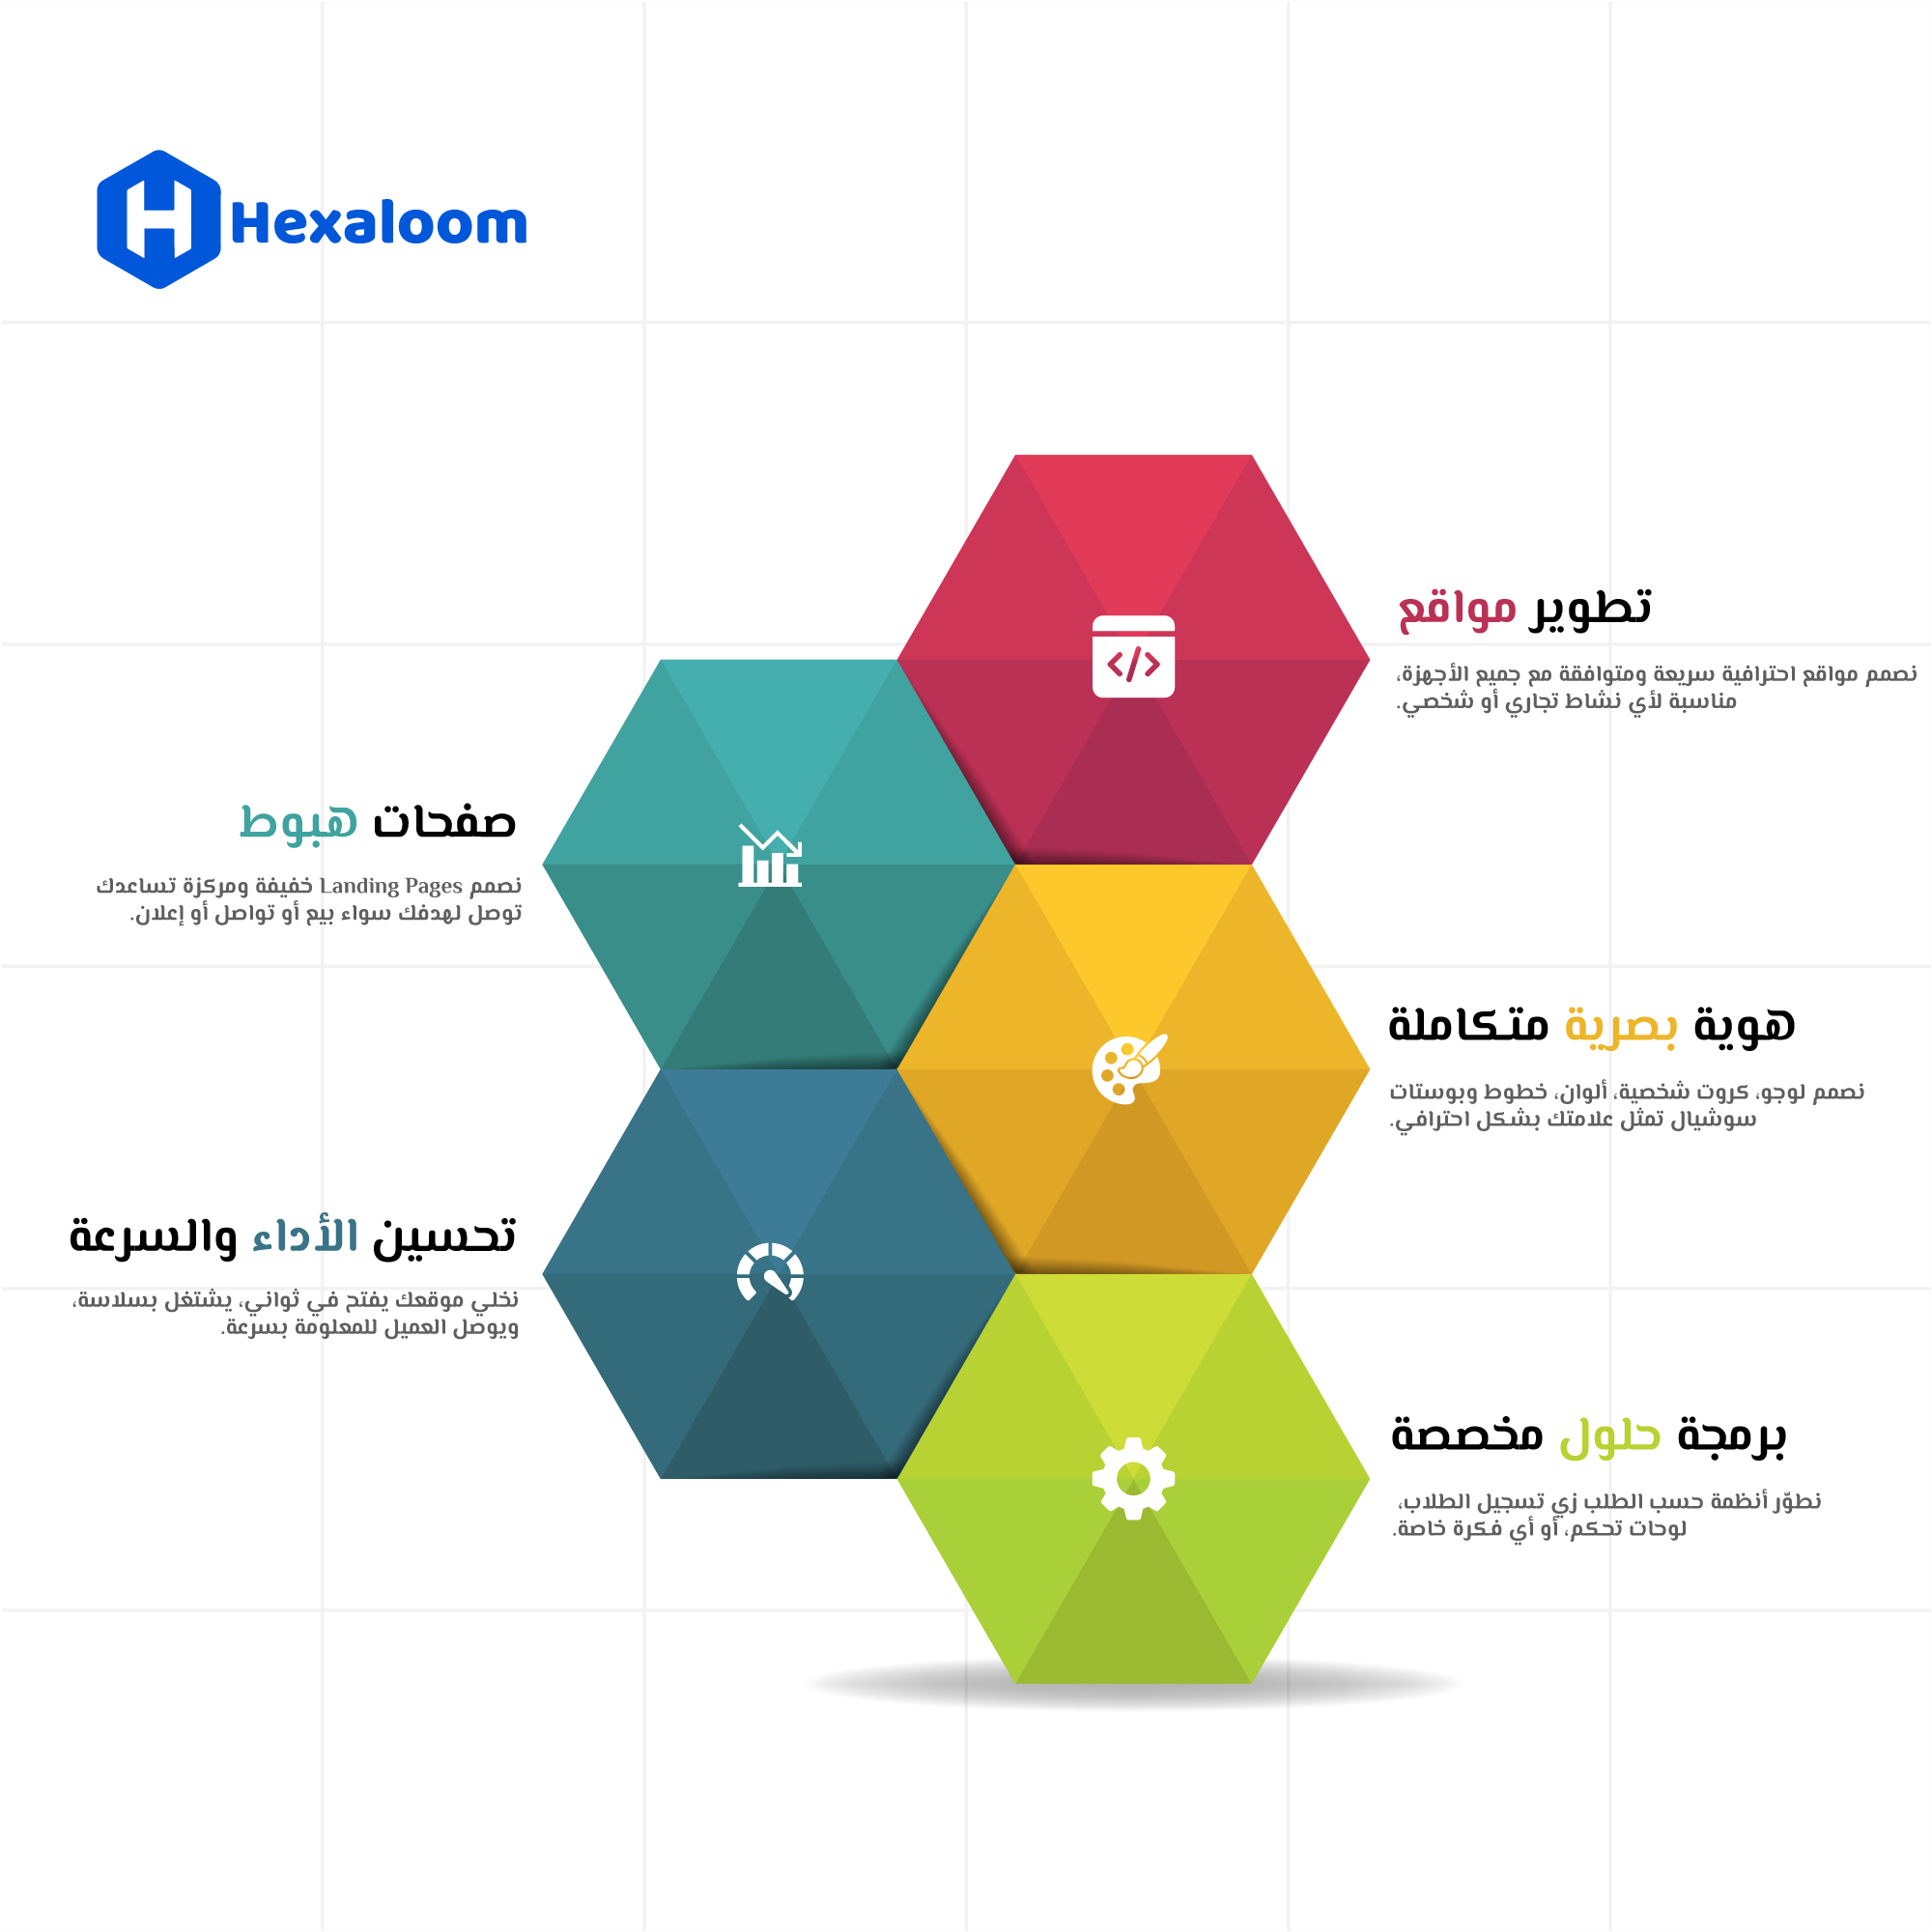 Hexaloom
تطوير مواقع
نصمم مواقع احترافية سريعة ومتوافقة مع جميع الأجهزة،
مناسبة لأي نشاط تجاري أو شخصي.
صفحات هبوط
نصمم Landing Pages خفيفة ومركزة تساعدك
توصل لهدفك سواء بيع أو تواصل أو إعلان.
هوية بصرية متكاملة
نصمم لوجو، كروت شخصية، ألوان، خطوط وبوستات
سوشيال تمثل علامتك بشكل احترافي.
تحسين الأداء والسرعة
نخلي موقعك يفتح في ثواني، يشتغل بسلاسة،
ويوصل العميل للمعلومة بسرعة.
برمجة حلول مخصصة
نطوّر أنظمة حسب الطلب زي تسجيل الطلاب،
لوحات تحكم، أو أي فكرة خاصة.